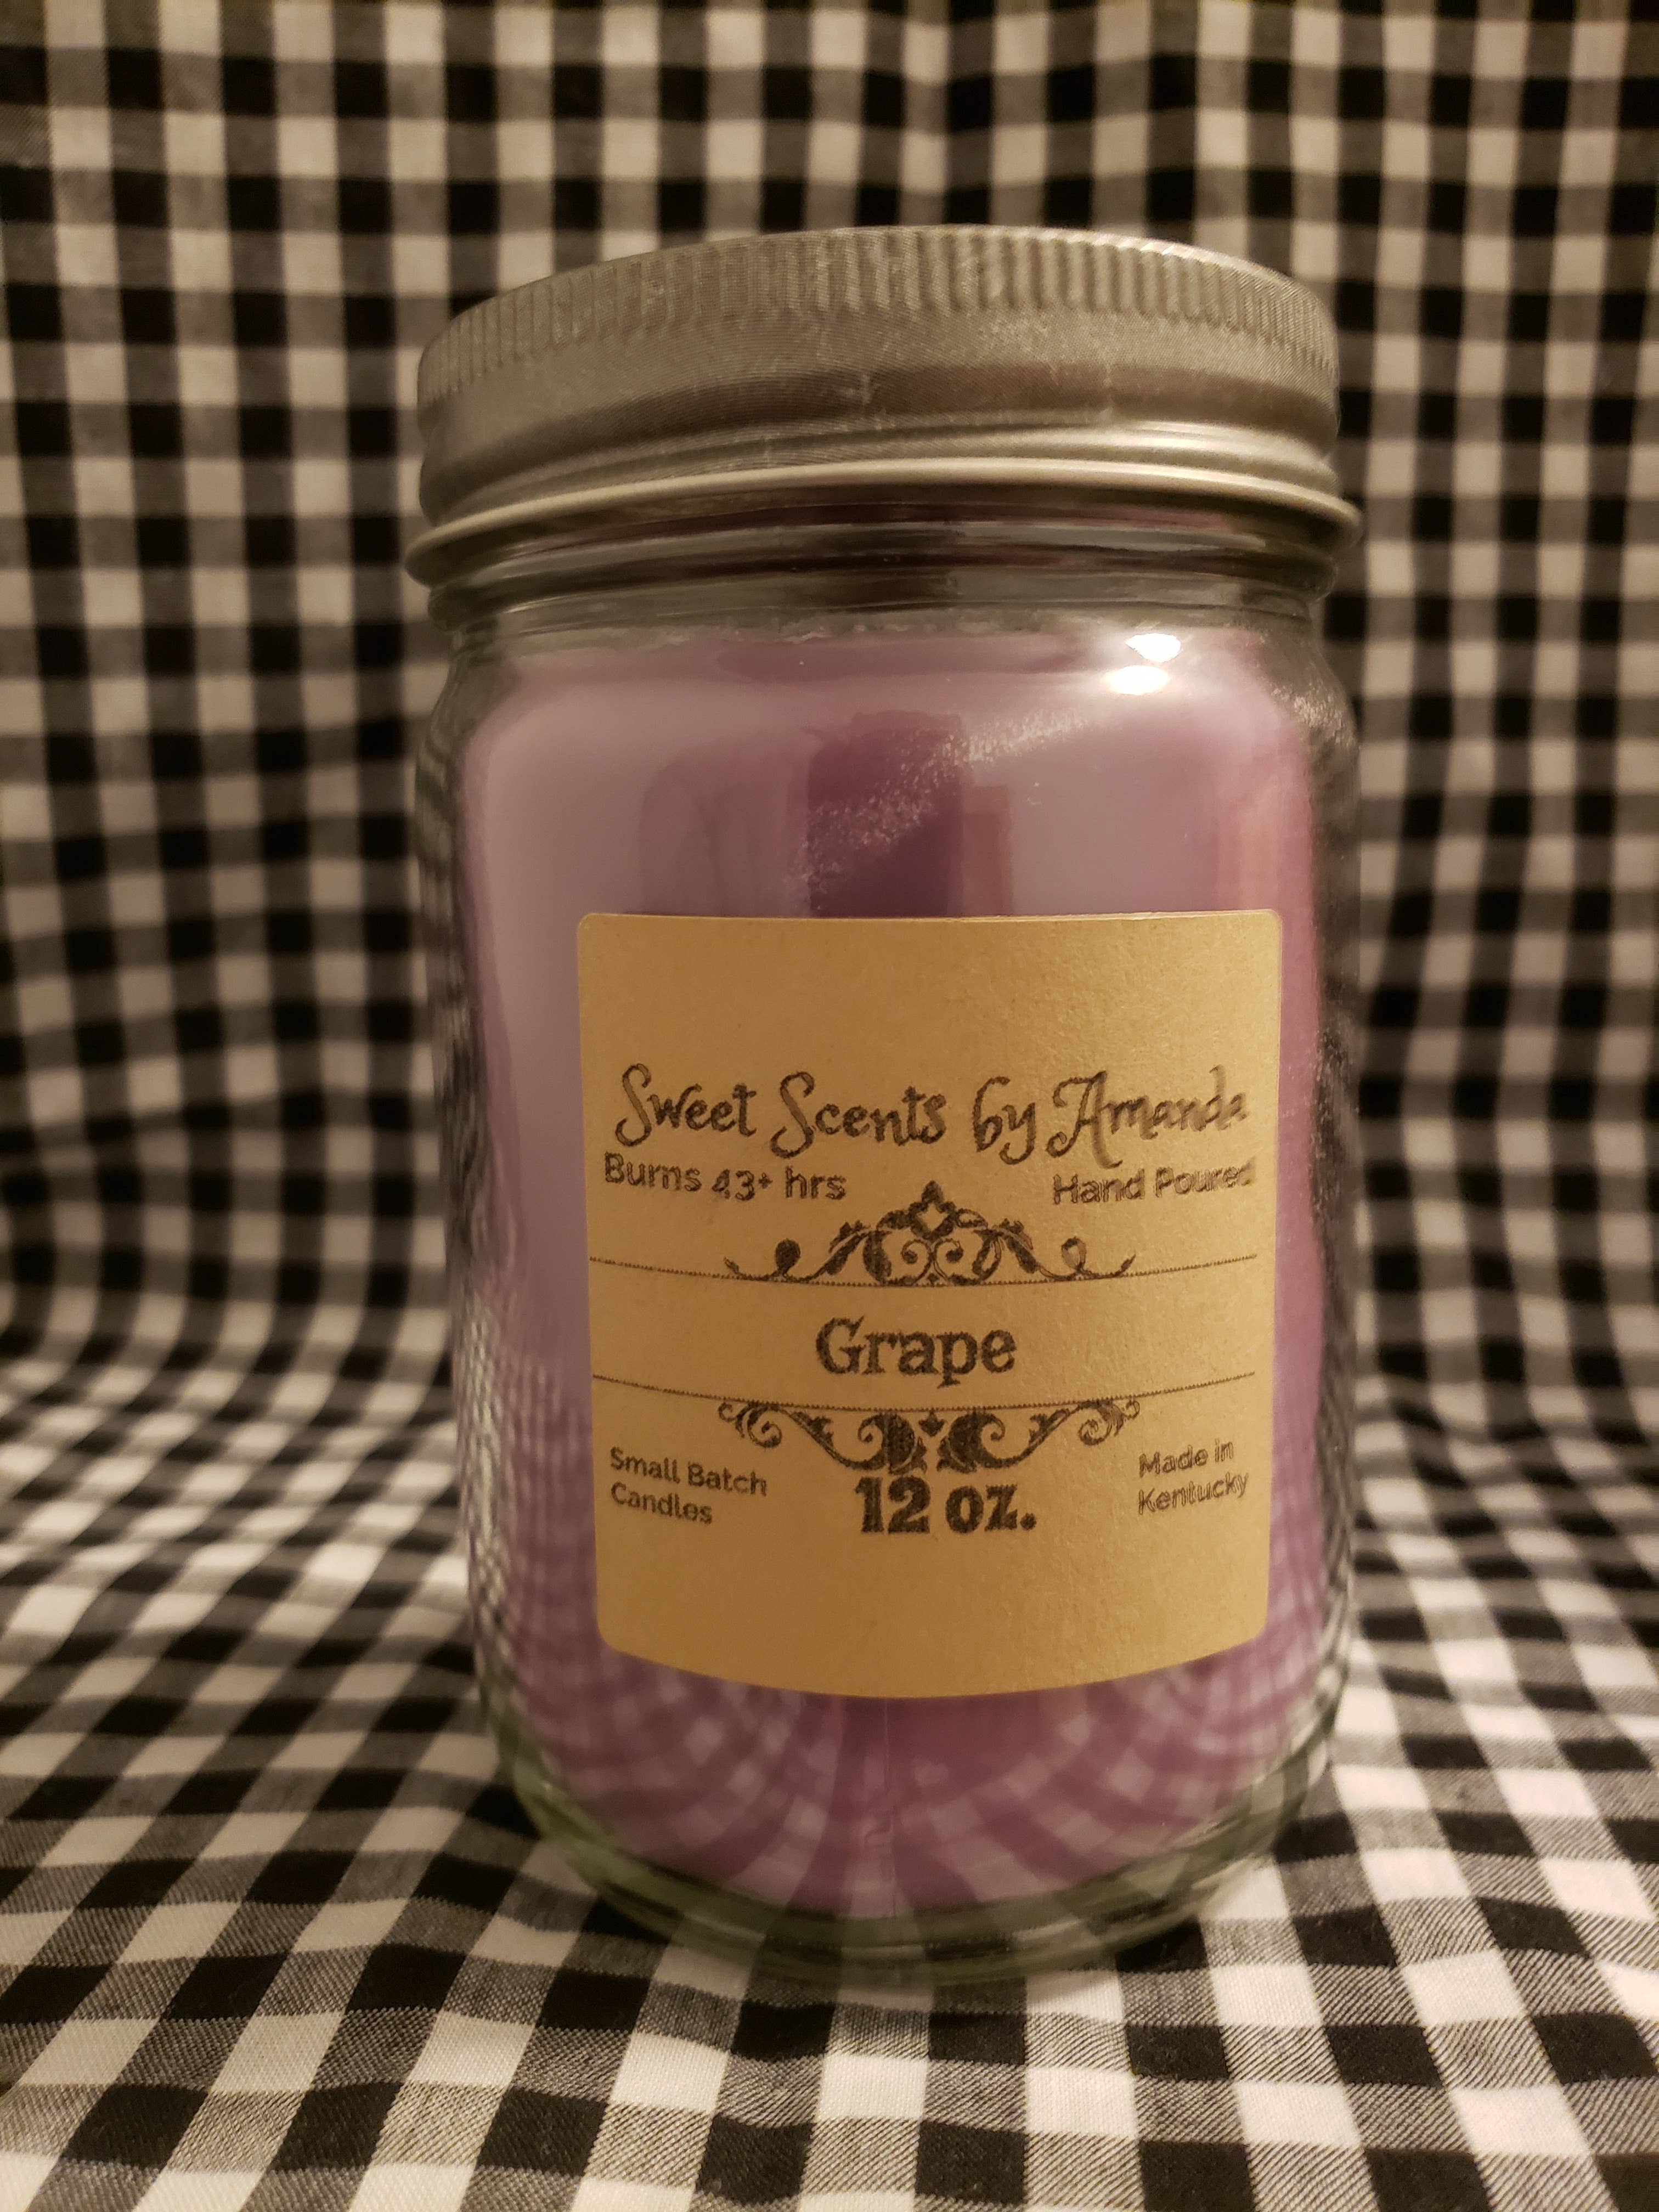 Sweet Scents by Amanda
Burns 43+ hrs
Hand Poured
Grape
Small Batch
Candles
12 oz.
Made in
Kentucky